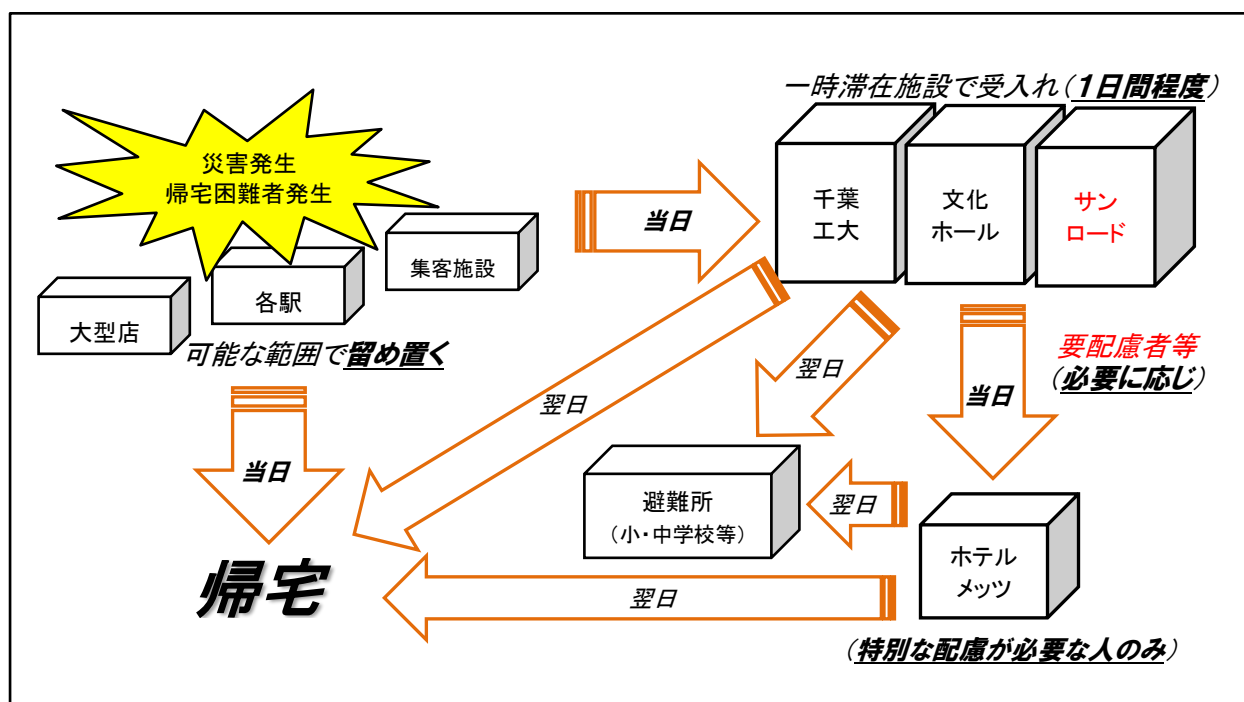 一時滞在施設で受入れ(1日間程度)
災害発生
帰宅困難者発生
千葉
工大
文化
ホール
サン
ロード
集客施設
各駅
大型店
可能な範囲で留め置く
当日
当日
翌日
翌日
要配慮者等
(必要に応じ)
当日
避難所
(小・中学校等)
翌日
ホテル
メッツ
帰宅
翌日
(特別な配慮が必要な人のみ)